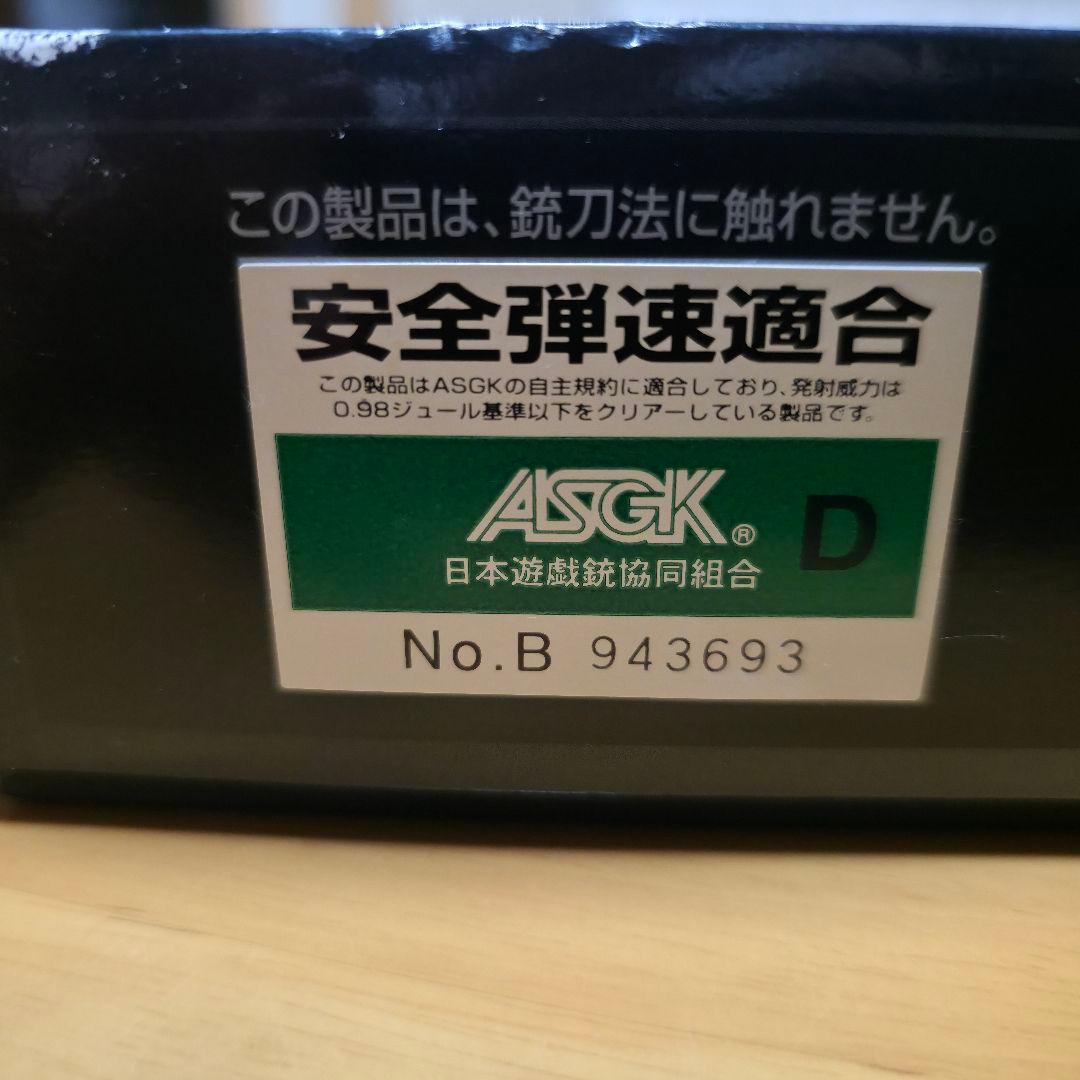 この製品は、銃刀法に触れません。
安全弾速適合
この製品はASGKの自主規約に適合しており、発射威力は
0.98ジュール基準以下をクリアーしている製品です。
ASGK® D
日本遊戯銃協同組合
No.B 943693